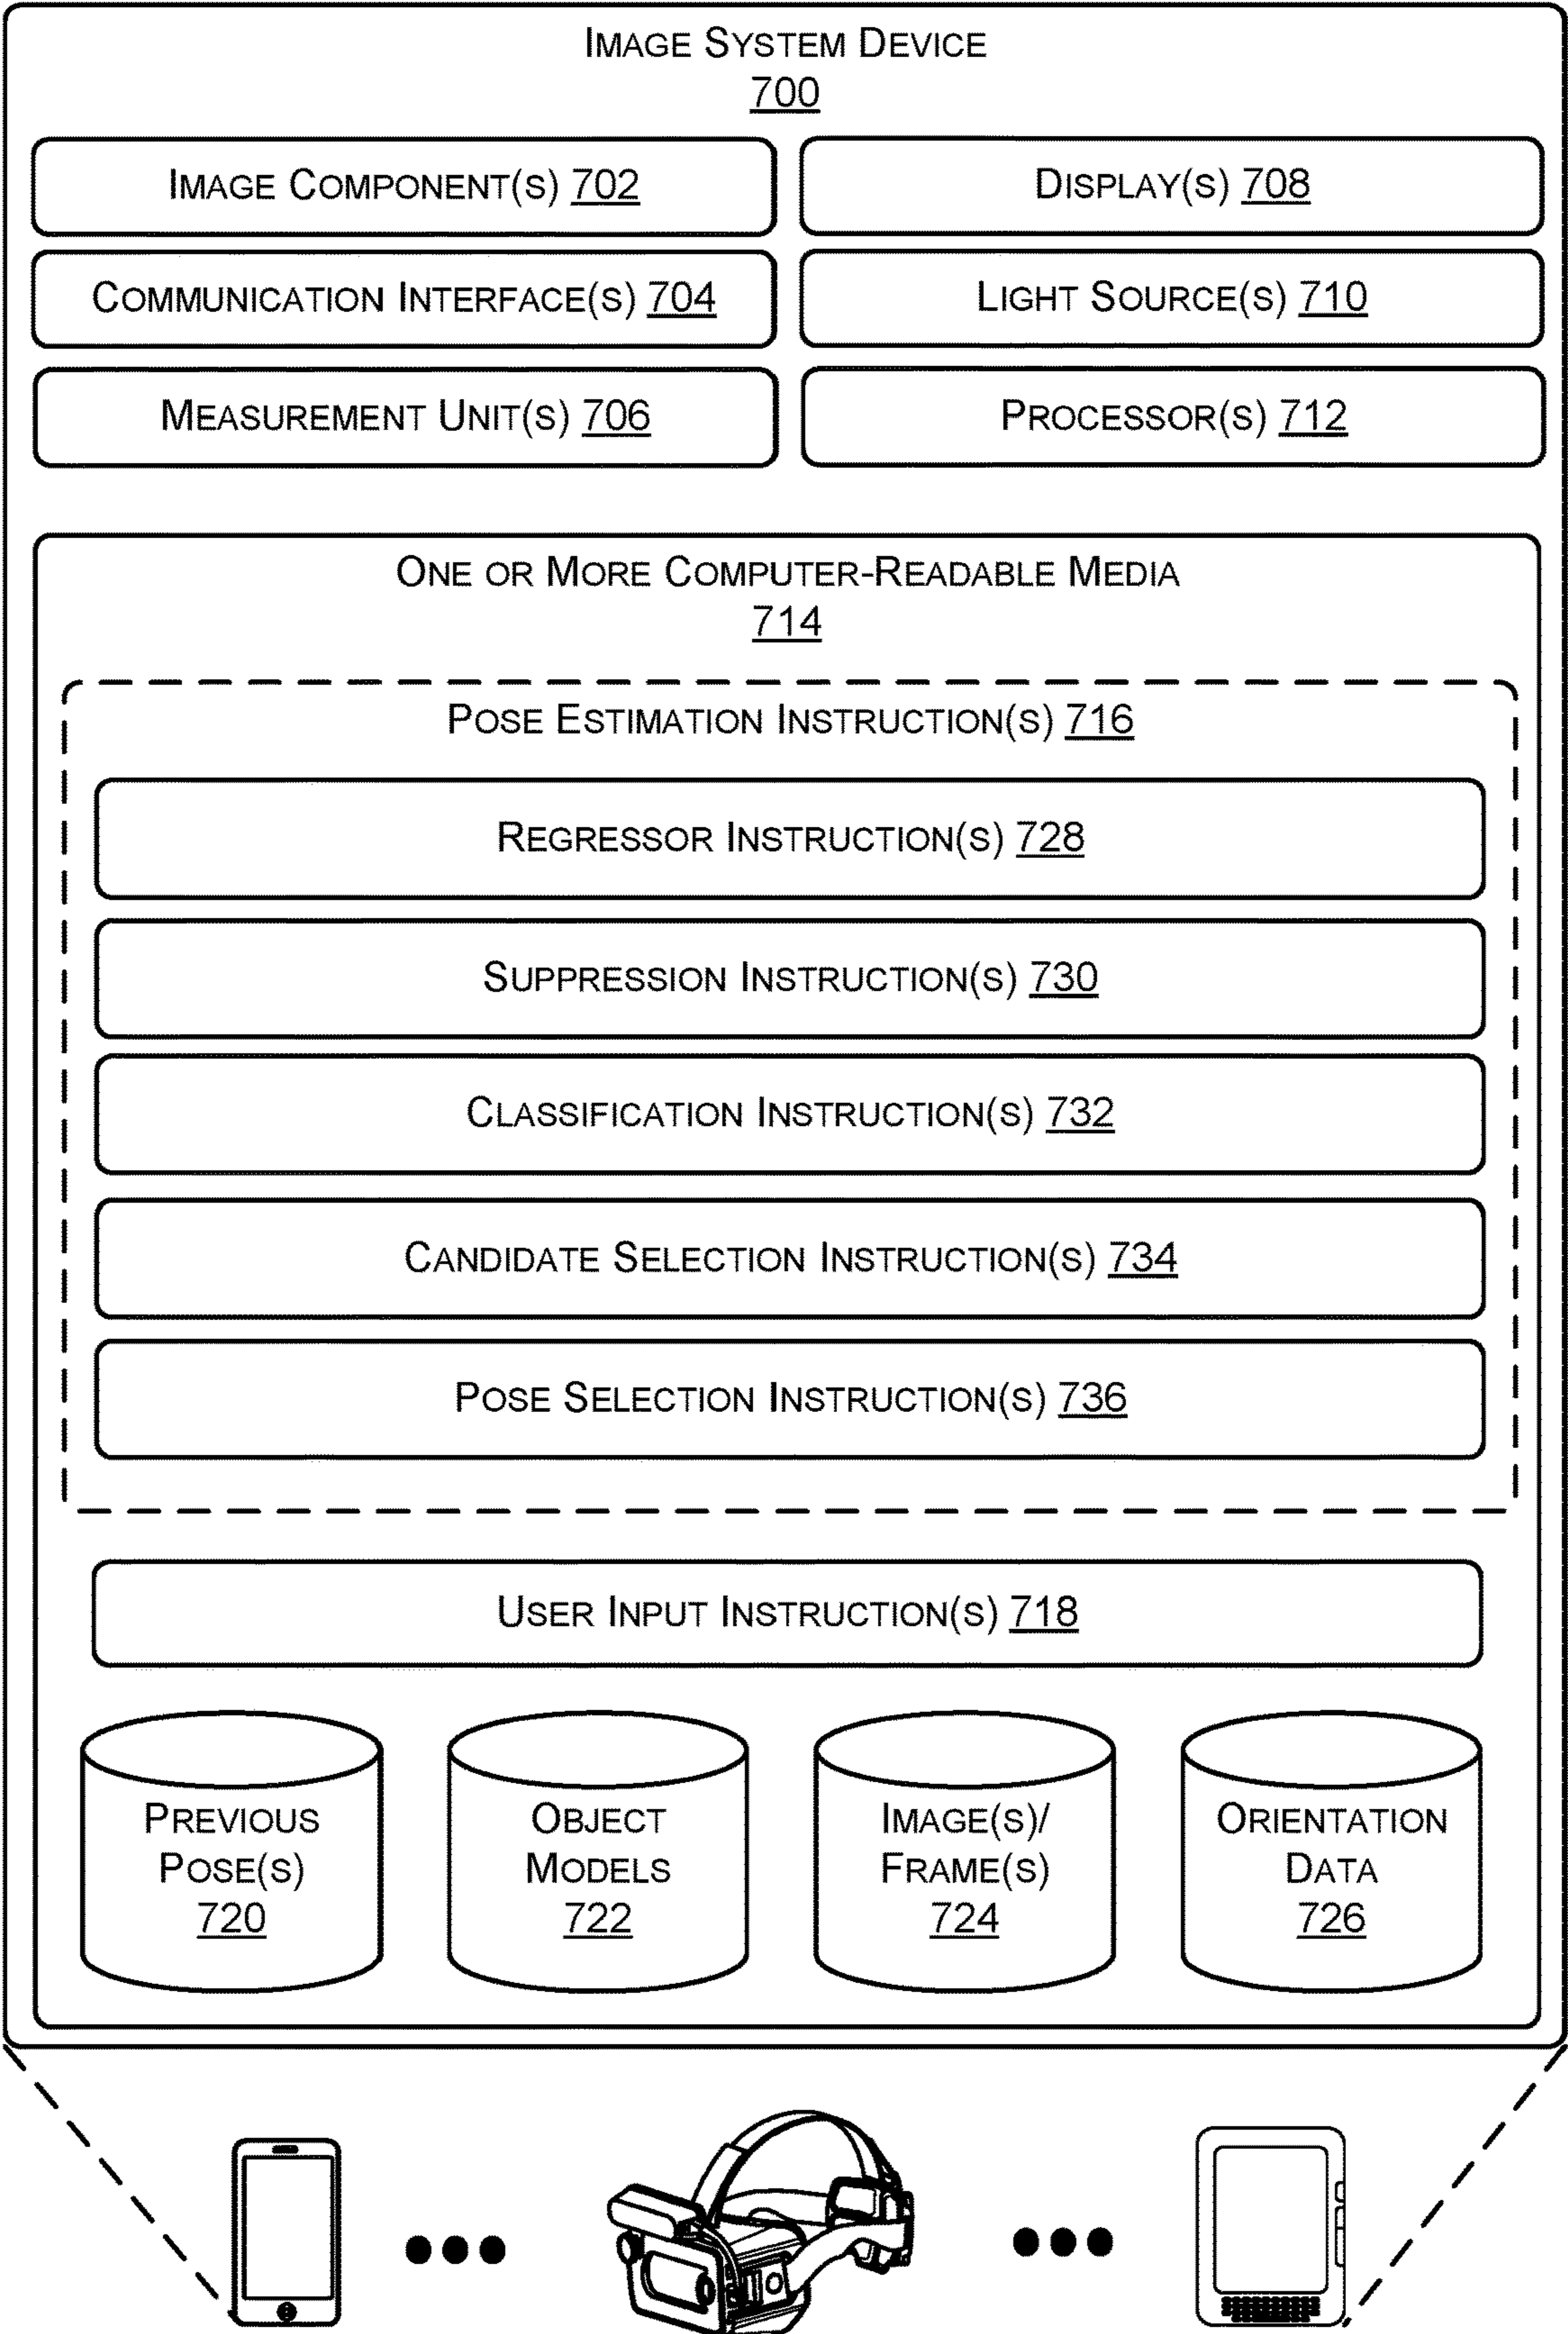 IMAGE SYSTEM DEVICE
700
IMAGE COMPONENT(S) 702
DISPLAY(S) 708
COMMUNICATION INTERFACE(S) 704
LIGHT SOURCE(S) 710
MEASUREMENT UNIT(S) 706
PROCESSOR(S) 712
ONE OR MORE COMPUTER-READABLE MEDIA
714
POSE ESTIMATION INSTRUCTION(S) 716
REGRESSOR INSTRUCTION(S) 728
SUPPRESSION INSTRUCTION(S) 730
CLASSIFICATION INSTRUCTION(S) 732
CANDIDATE SELECTION INSTRUCTION(S) 734
POSE SELECTION INSTRUCTION(S) 736
USER INPUT INSTRUCTION(S) 718
PREVIOUS
POSE(S)
720
OBJECT
MODELS
722
IMAGE(S)/
FRAME(S)
724
ORIENTATION
DATA
726